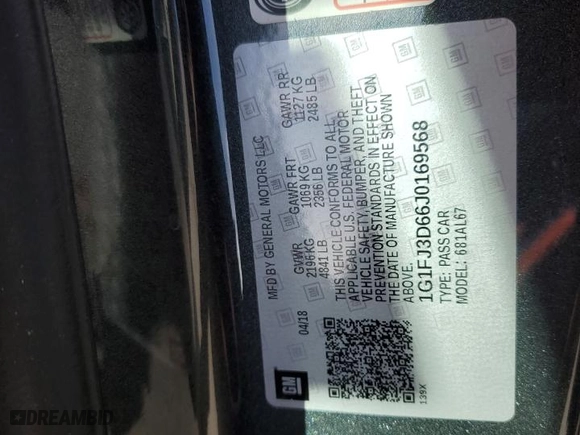 GM
04/18
MFD BY GENERAL MOTORS LLC
GVWR GAWR FRT GAWR RR
2196 KG 1069 KG 1127 KG
4841 LB 2356 LB 2485 LB
THIS VEHICLE CONFORMS TO ALL
APPLICABLE U.S. FEDERAL MOTOR
VEHICLE SAFETY, BUMPER, AND THEFT
PREVENTION STANDARDS IN EFFECT ON
THE DATE OF MANUFACTURE SHOWN
ABOVE.
1G1FJ3D66J0169568
TYPE: PASS CAR
MODEL: 681AL67
139X
DREAMBID